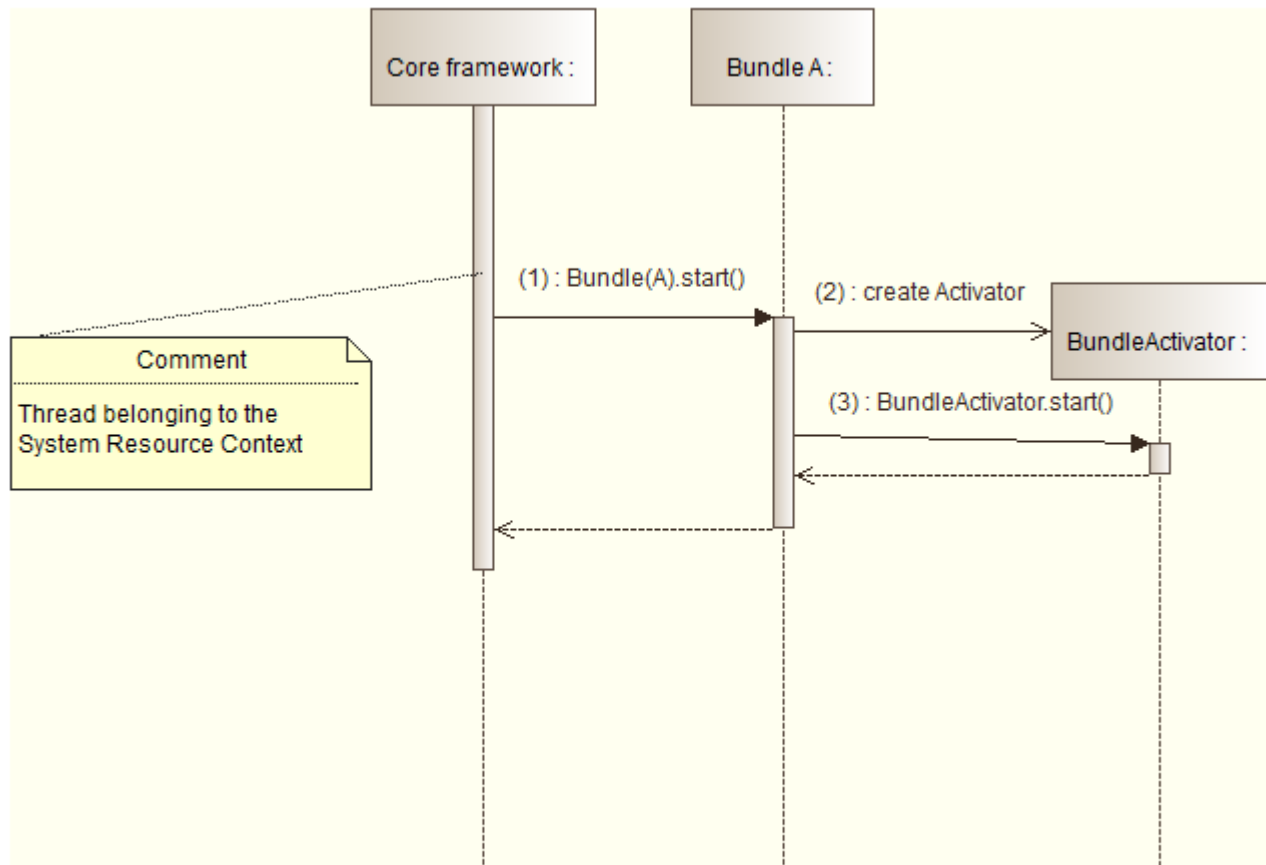 Core framework :
Bundle A :
(1) : Bundle(A).start()
(2) : create Activator
BundleActivator :
Comment
Thread belonging to the
System Resource Context
(3) : BundleActivator.start()